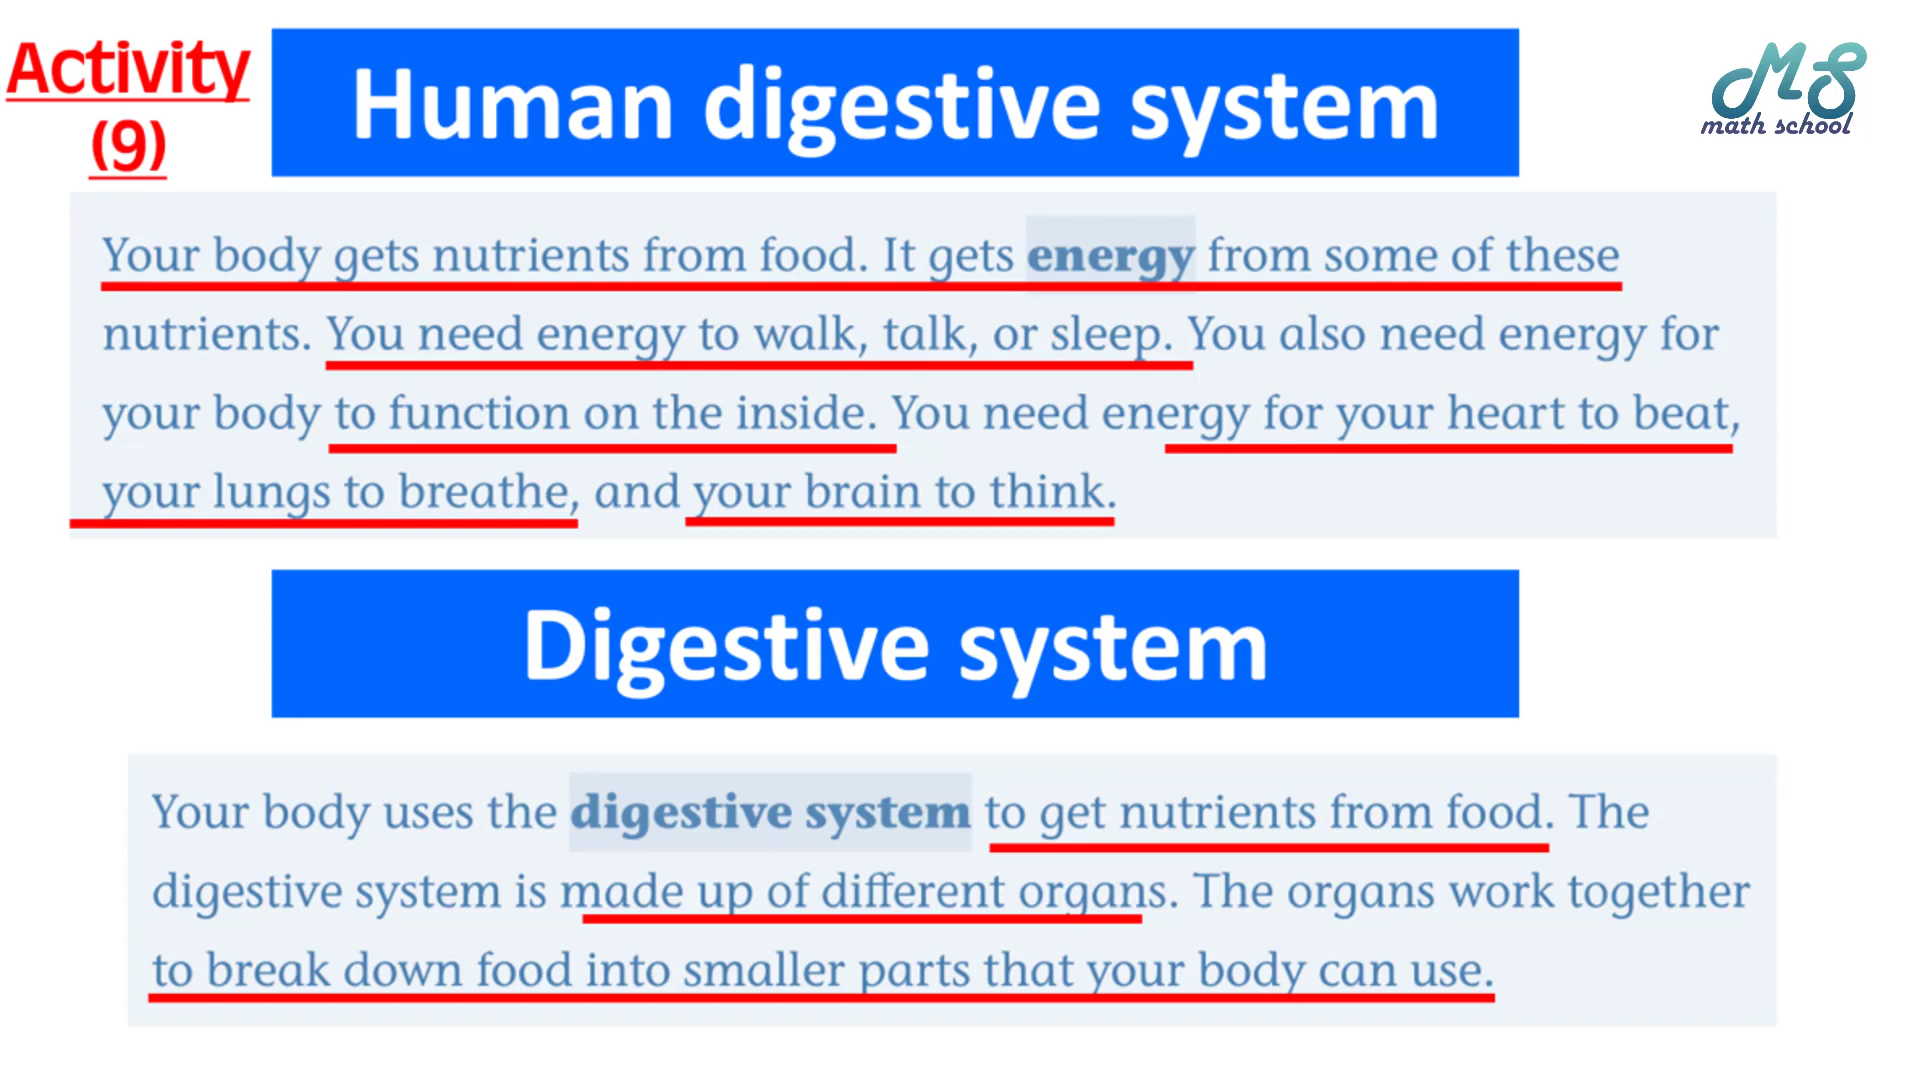 Activity
(9)
Human digestive system
MS
math school
Your body gets nutrients from food. It gets energy from some of these
nutrients. You need energy to walk, talk, or sleep. You also need energy for
your body to function on the inside. You need energy for your heart to beat,
your lungs to breathe, and your brain to think.
Digestive system
Your body uses the digestive system to get nutrients from food. The
digestive system is made up of different organs. The organs work together
to break down food into smaller parts that your body can use.